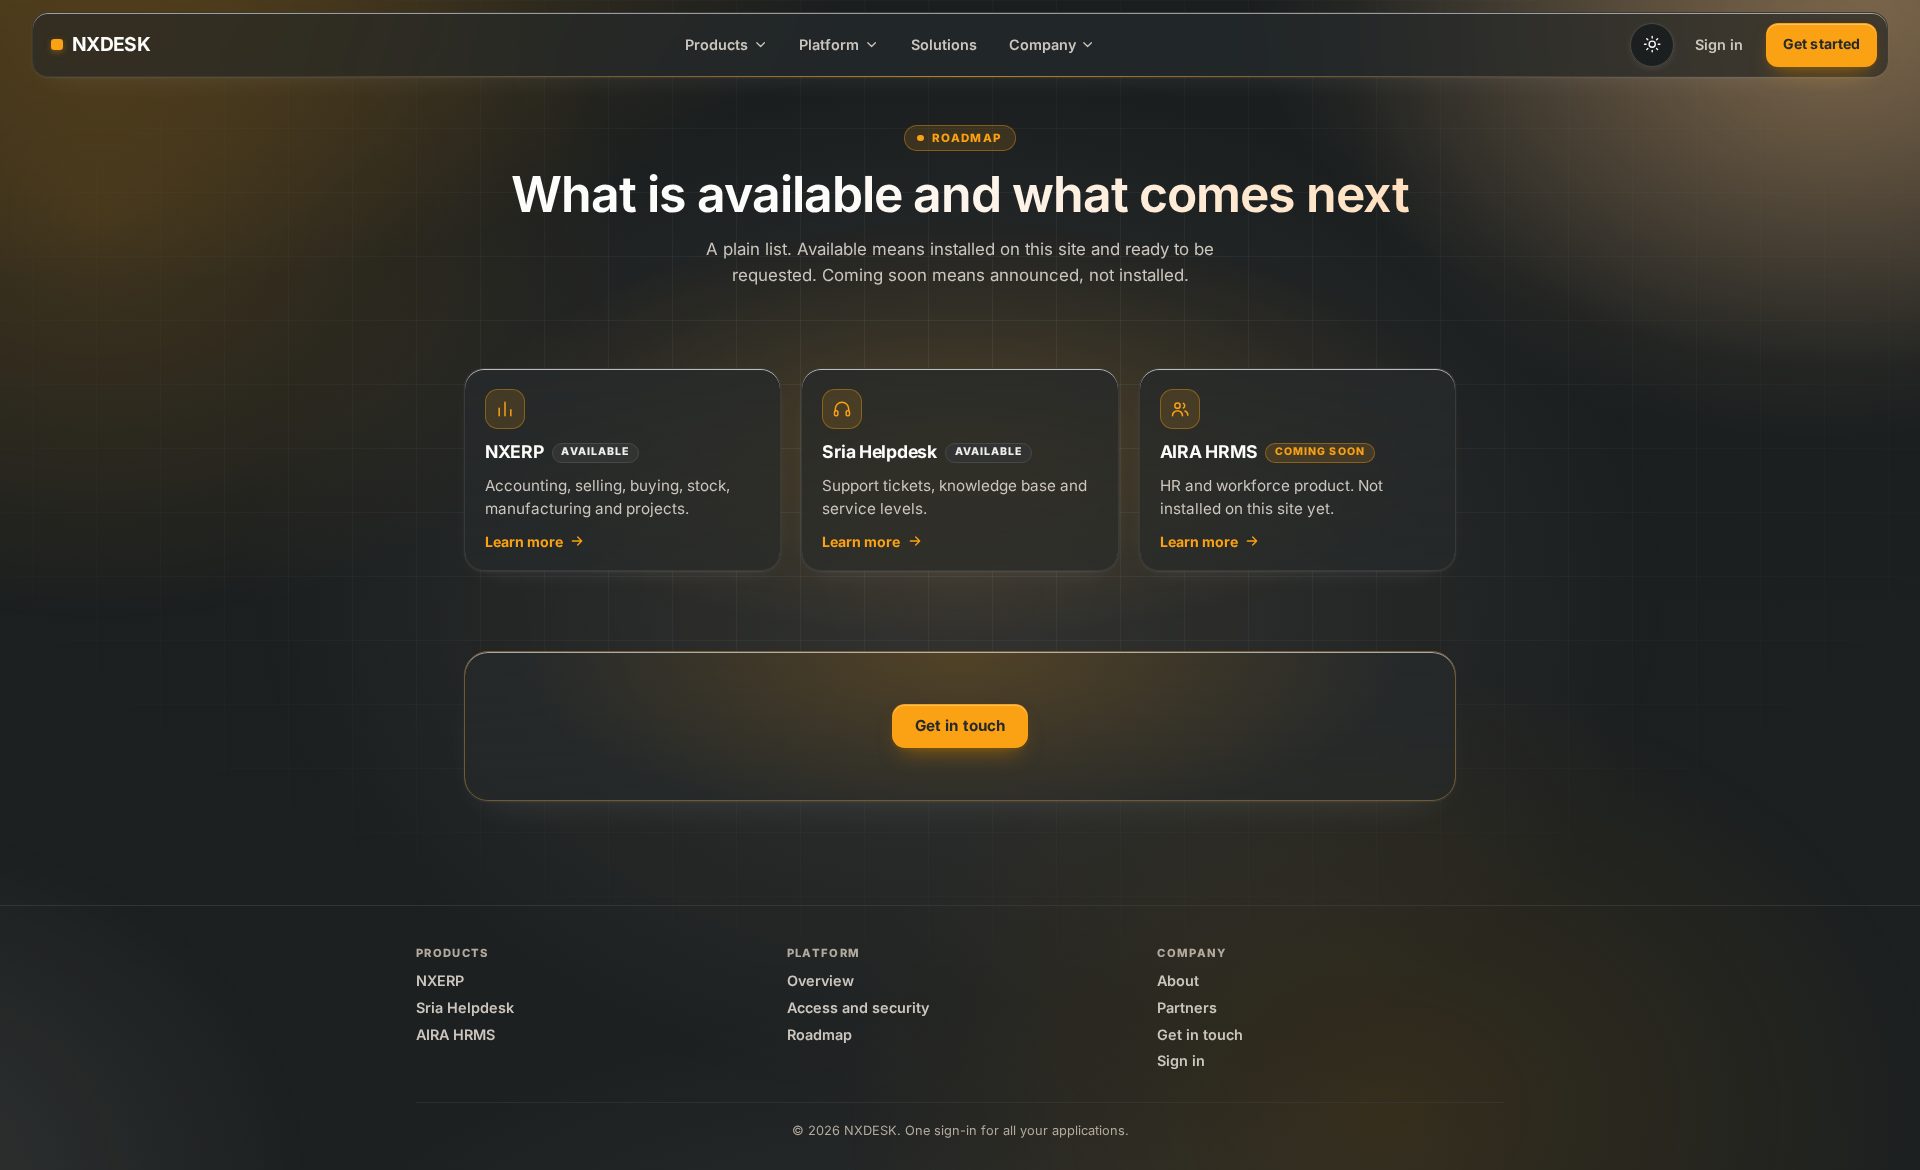 NXDESK
Products
Platform
Solutions
Company
Sign in
Get started
ROADMAP
What is available and what comes next
A plain list. Available means installed on this site and ready to be
requested. Coming soon means announced, not installed.
NXERP AVAILABLE
Accounting, selling, buying, stock,
manufacturing and projects.
Learn more
Sria Helpdesk AVAILABLE
Support tickets, knowledge base and
service levels.
Learn more
AIRA HRMS COMING SOON
HR and workforce product. Not
installed on this site yet.
Learn more
Get in touch
PRODUCTS
NXERP
Sria Helpdesk
AIRA HRMS
PLATFORM
Overview
Access and security
Roadmap
COMPANY
About
Partners
Get in touch
Sign in
© 2026 NXDESK. One sign-in for all your applications.